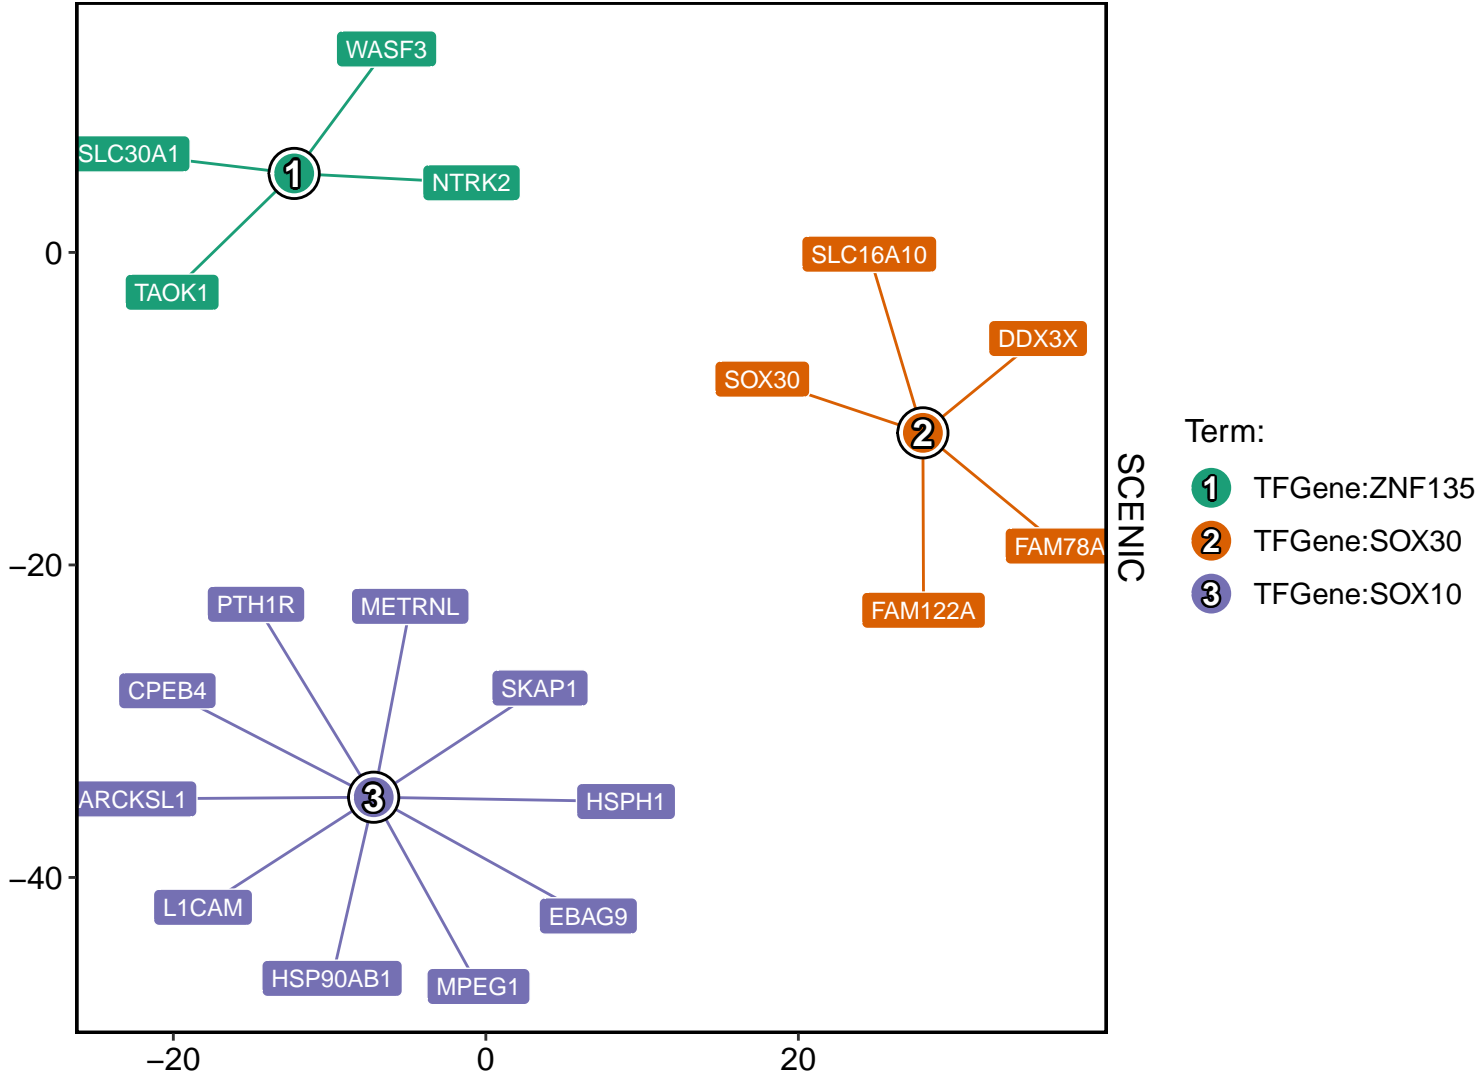 WASF3
SLC30A1
1
NTRK2
TAOK1
0
SLC16A10
DDX3X
SOX30
2
FAM78A
FAM122A
−20
PTH1R
METRNL
CPEB4
SKAP1
ARCKSL1
3
HSPH1
−40
L1CAM
EBAG9
HSP90AB1
MPEG1
−20
0
20
SCENIC
Term:
1 TFGene:ZNF135
2 TFGene:SOX30
3 TFGene:SOX10